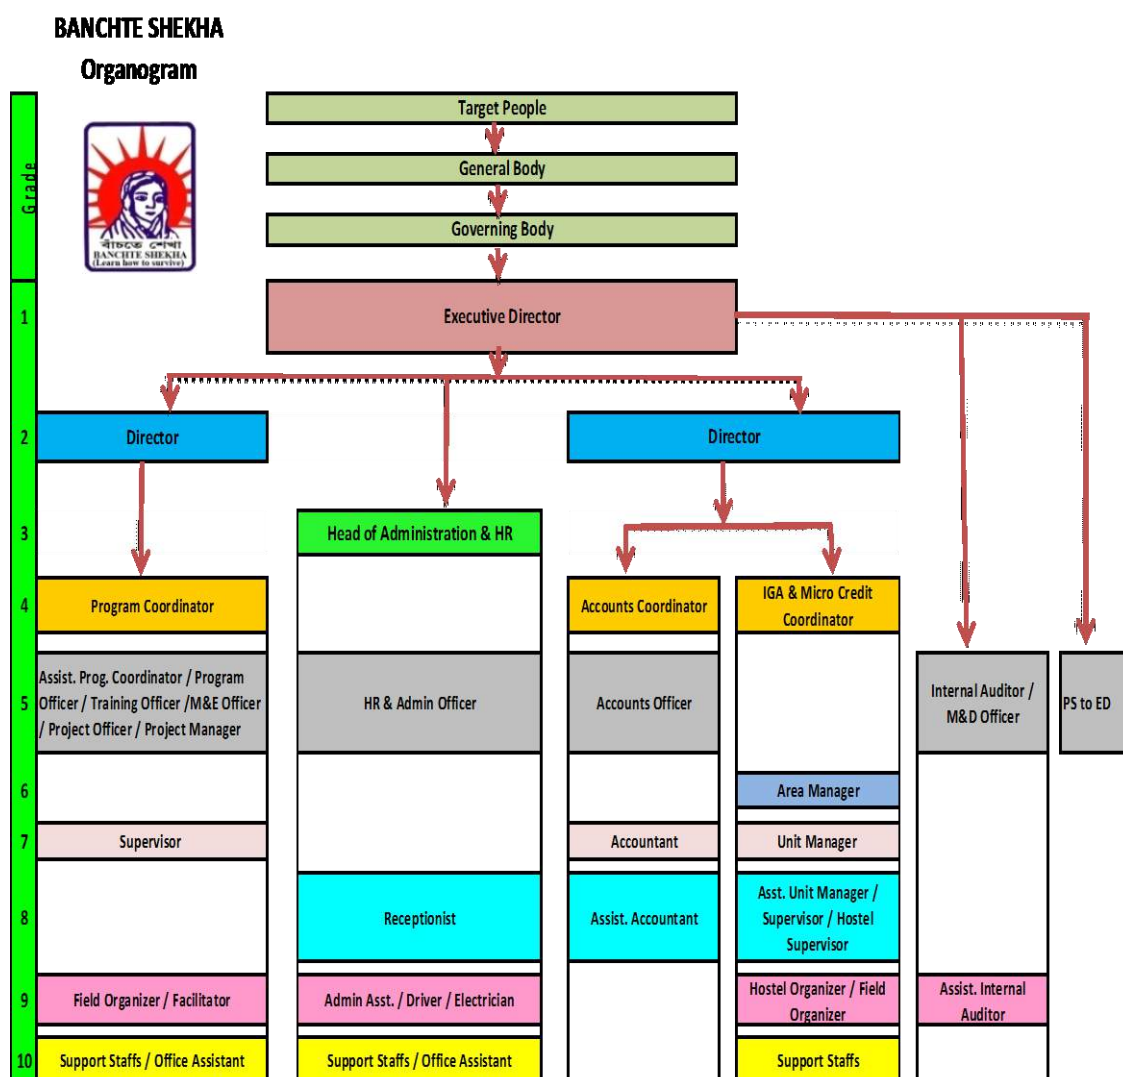 BANCHTE SHEKHA
Organogram
Grade
বাঁচতে শেখা
BANCHTE SHEKHA
(Learn how to survive)
Target People
General Body
Governing Body
1
Executive Director
2
Director
Director
3
Head of Administration & HR
4
Program Coordinator
Accounts Coordinator
IGA & Micro Credit
Coordinator
5
Assist. Prog. Coordinator / Program
Officer / Training Officer /M&E Officer
/ Project Officer / Project Manager
HR & Admin Officer
Accounts Officer
Internal Auditor /
M&D Officer
PS to ED
6
Area Manager
7
Supervisor
Accountant
Unit Manager
8
Receptionist
Assist. Accountant
Asst. Unit Manager /
Supervisor / Hostel
Supervisor
9
Field Organizer / Facilitator
Admin Asst. / Driver / Electrician
Hostel Organizer / Field
Organizer
Assist. Internal
Auditor
10
Support Staffs / Office Assistant
Support Staffs / Office Assistant
Support Staffs